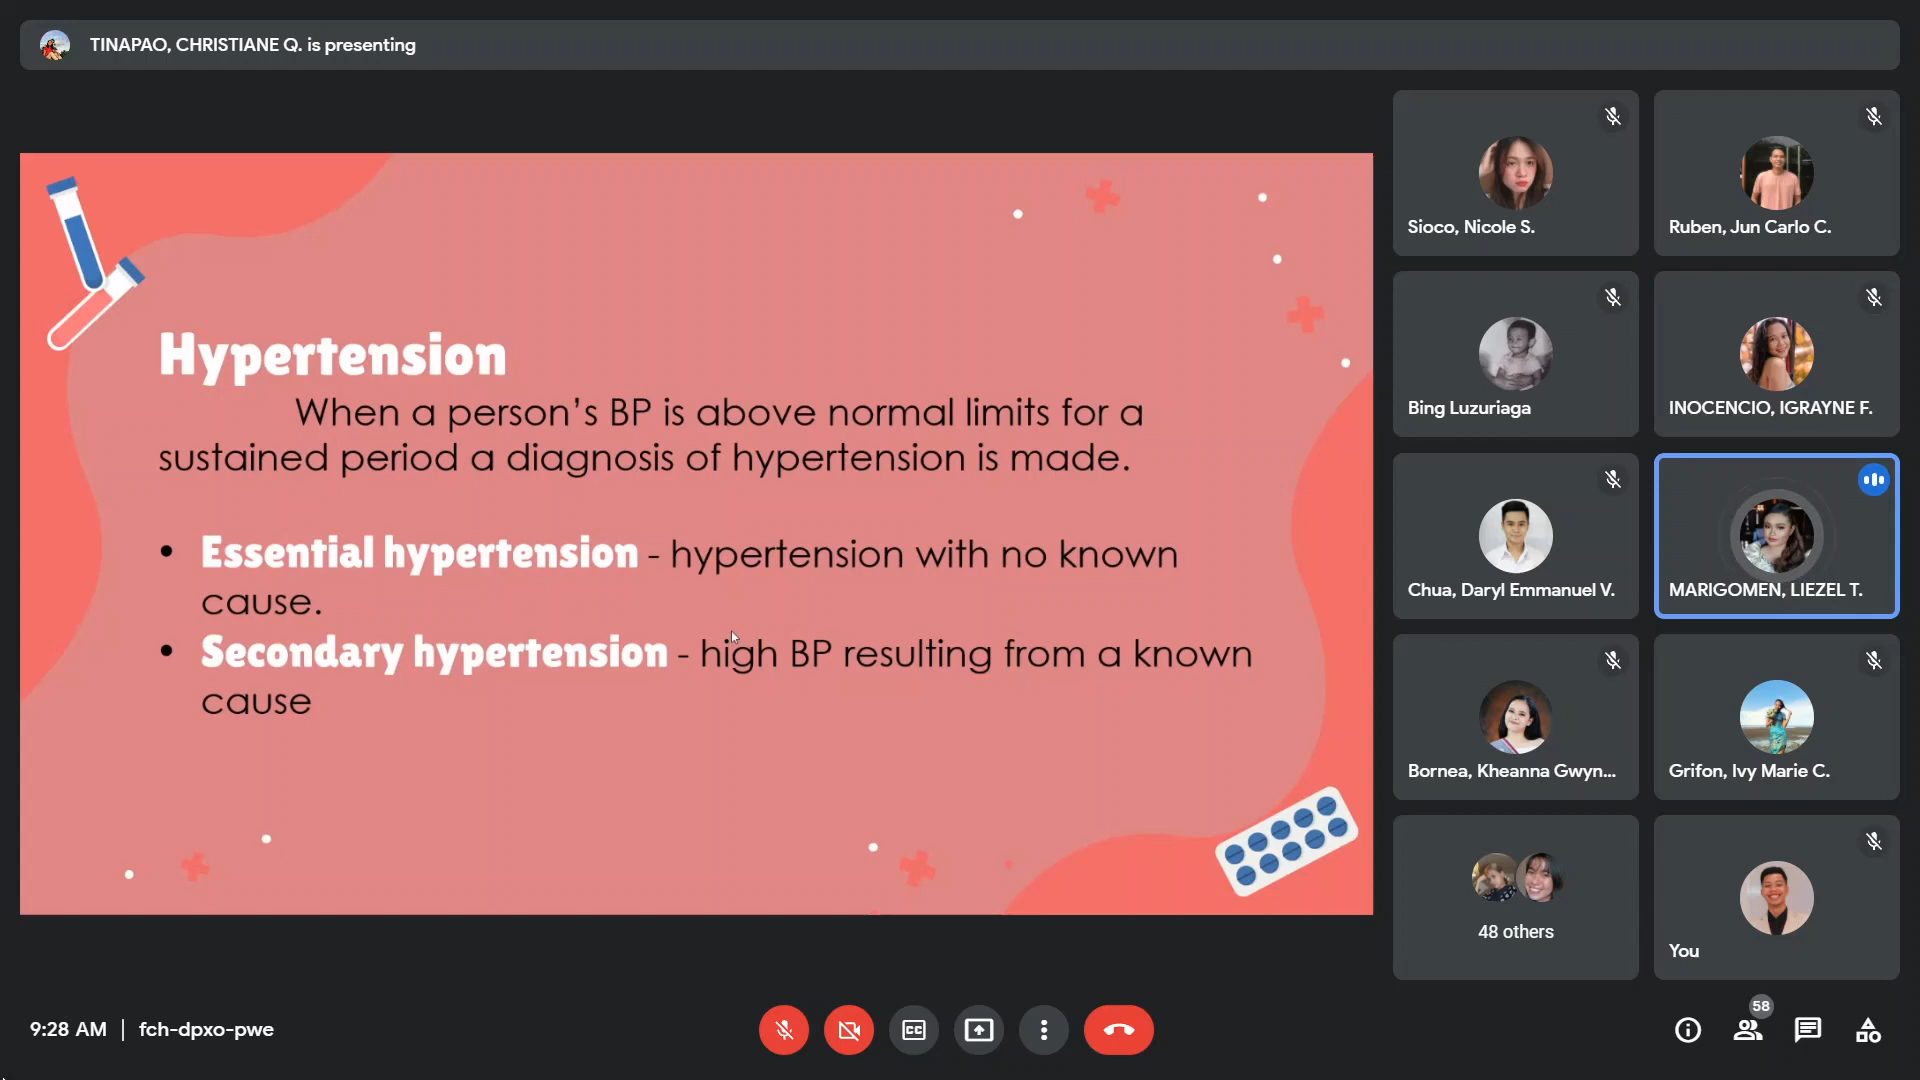 TINAPAO, CHRISTIANE Q. is presenting
Hypertension
When a person's BP is above normal limits for a
sustained period a diagnosis of hypertension is made.
• Essential hypertension - hypertension with no known
cause.
• Secondary hypertension - high BP resulting from a known
cause
Sioco, Nicole S.
Ruben, Jun Carlo C.
Bing Luzuriaga
INOCENCIO, IGRAYNE F.
Chua, Daryl Emmanuel V.
MARIGOMEN, LIEZEL T.
Bornea, Kheanna Gwyn...
Grifon, Ivy Marie C.
48 others
You
9:28 AM | fch-dpxo-pwe
CC
58